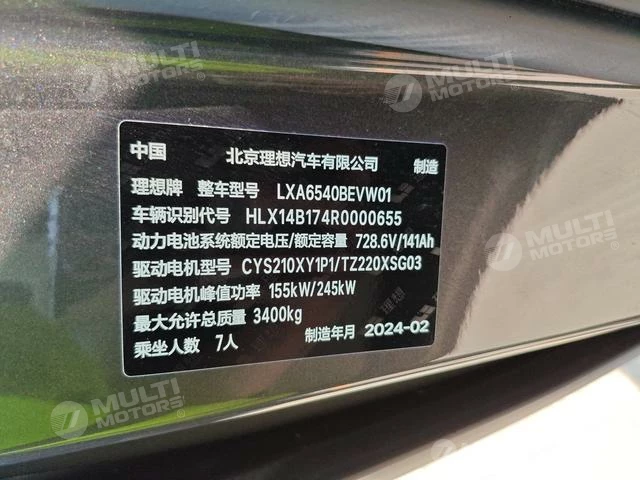 中国 北京理想汽车有限公司 制造
理想牌 整车型号 LXA6540BEVW01
车辆识别代号 HLX14B174R0000655
动力电池系统额定电压/额定容量 728.6V/141Ah
驱动电机型号 CYS210XY1P1/TZ220XSG03
驱动电机峰值功率 155kW/245kW
最大允许总质量 3400kg
乘坐人数 7人 制造年月 2024-02
MULTI MOTORS
MULTI MOTORS
MULTI MOTORS
MULTI MOTORS
MULTI MOTORS
MULTI MOTORS